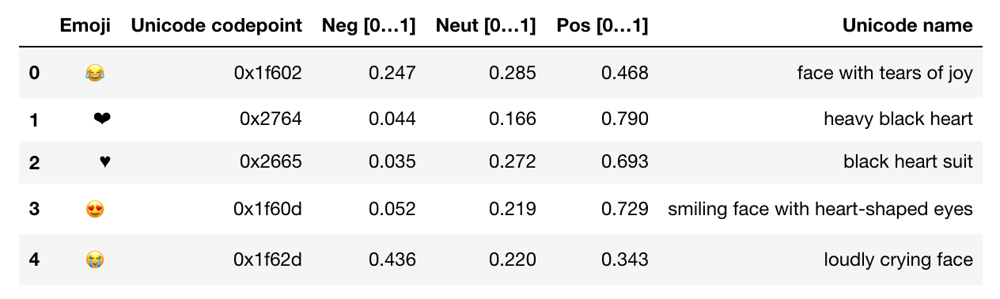 Emoji Unicode codepoint Neg [0...1] Neut [0...1] Pos [0...1] Unicode name
0 😂 0x1f602 0.247 0.285 0.468 face with tears of joy
1 ❤ 0x2764 0.044 0.166 0.790 heavy black heart
2 ♥ 0x2665 0.035 0.272 0.693 black heart suit
3 😍 0x1f60d 0.052 0.219 0.729 smiling face with heart-shaped eyes
4 😭 0x1f62d 0.436 0.220 0.343 loudly crying face